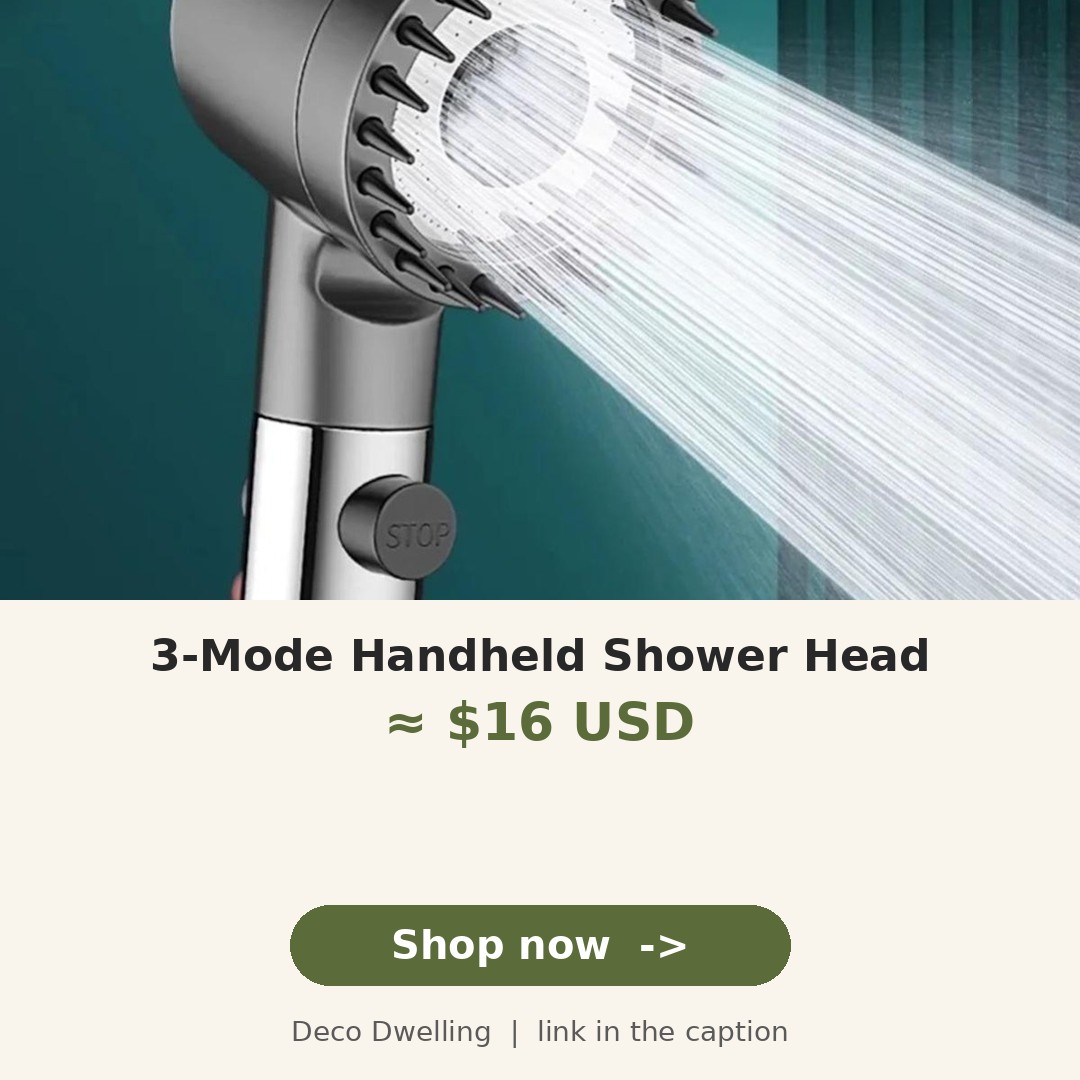 STOP
3-Mode Handheld Shower Head
≈ $16 USD
Shop now ->
Deco Dwelling | link in the caption